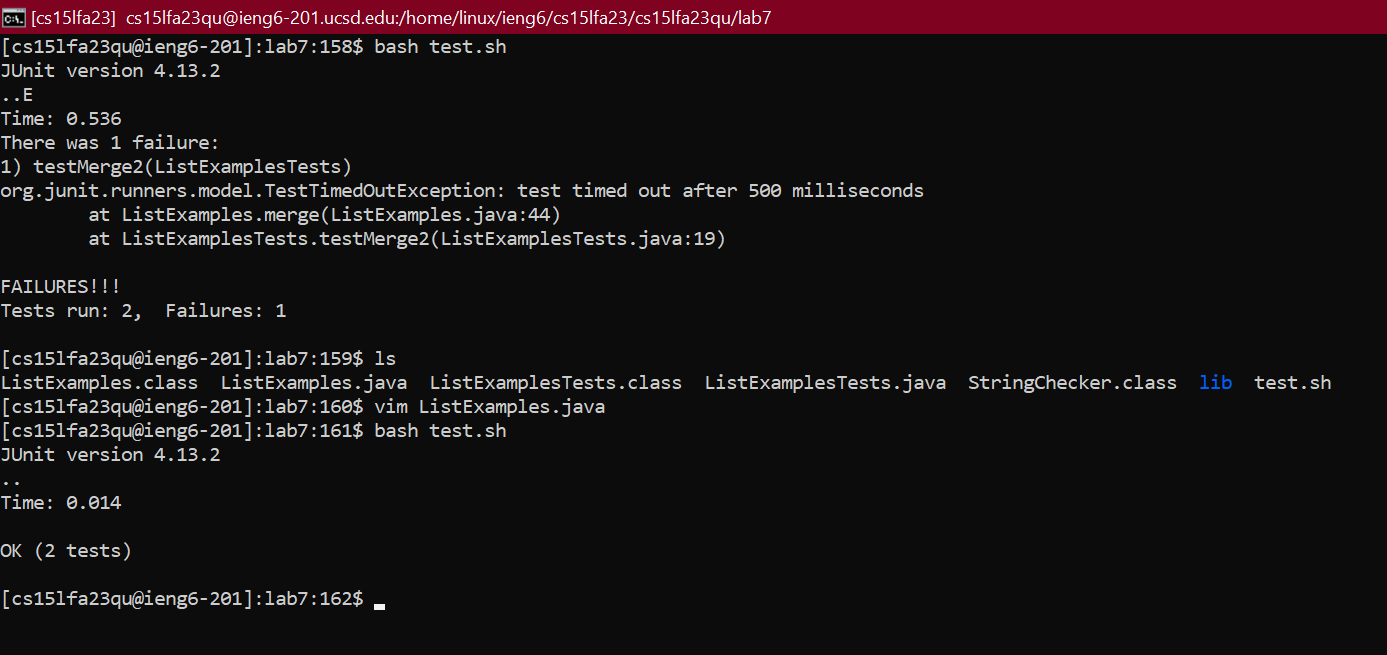 [cs15lfa23] cs15lfa23qu@ieng6-201.ucsd.edu:/home/linux/ieng6/cs15lfa23/cs15lfa23qu/lab7
[cs15lfa23qu@ieng6-201]:lab7:158$ bash test.sh
JUnit version 4.13.2
..E
Time: 0.536
There was 1 failure:
1) testMerge2(ListExamplesTests)
org.junit.runners.model.TestTimedOutException: test timed out after 500 milliseconds
        at ListExamples.merge(ListExamples.java:44)
        at ListExamplesTests.testMerge2(ListExamplesTests.java:19)

FAILURES!!!
Tests run: 2,  Failures: 1

[cs15lfa23qu@ieng6-201]:lab7:159$ ls
ListExamples.class  ListExamples.java  ListExamplesTests.class  ListExamplesTests.java  StringChecker.class  lib  test.sh
[cs15lfa23qu@ieng6-201]:lab7:160$ vim ListExamples.java
[cs15lfa23qu@ieng6-201]:lab7:161$ bash test.sh
JUnit version 4.13.2
..
Time: 0.014

OK (2 tests)

[cs15lfa23qu@ieng6-201]:lab7:162$